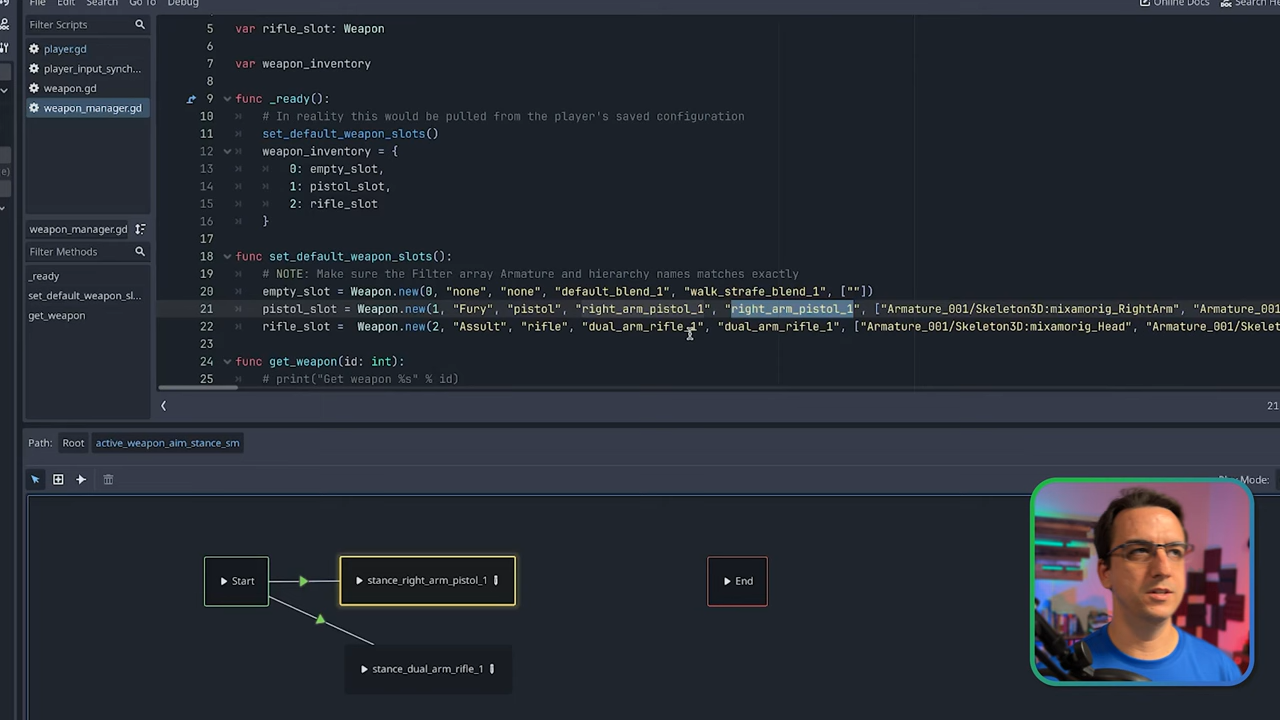 File Edit Search Go To Debug
Online Docs Search He
Filter Scripts
player.gd
player_input_synch...
weapon.gd
weapon_manager.gd
weapon_manager.gd
Filter Methods
_ready
set_default_weapon_sl...
get_weapon
5 var rifle_slot: Weapon
6
7 var weapon_inventory
8
9 func _ready():
10 # In reality this would be pulled from the player's saved configuration
11 set_default_weapon_slots()
12 weapon_inventory = {
13 0: empty_slot,
14 1: pistol_slot,
15 2: rifle_slot
16 }
17
18 func set_default_weapon_slots():
19 # NOTE: Make sure the Filter array Armature and hierarchy names matches exactly
20 empty_slot = Weapon.new(0, "none", "none", "default_blend_1", "walk_strafe_blend_1", [""])
21 pistol_slot = Weapon.new(1, "Fury", "pistol", "right_arm_pistol_1", "right_arm_pistol_1", ["Armature_001/Skeleton3D:mixamorig_RightArm", "Armature_001
22 rifle_slot = Weapon.new(2, "Assult", "rifle", "dual_arm_rifle_1", "dual_arm_rifle_1", ["Armature_001/Skeleton3D:mixamorig_Head", "Armature_001/Skelet
23
24 func get_weapon(id: int):
25 # print("Get weapon %s" % id)
21
Path: Root active_weapon_aim_stance_sm
Play Mode:
Start
stance_right_arm_pistol_1
End
stance_dual_arm_rifle_1